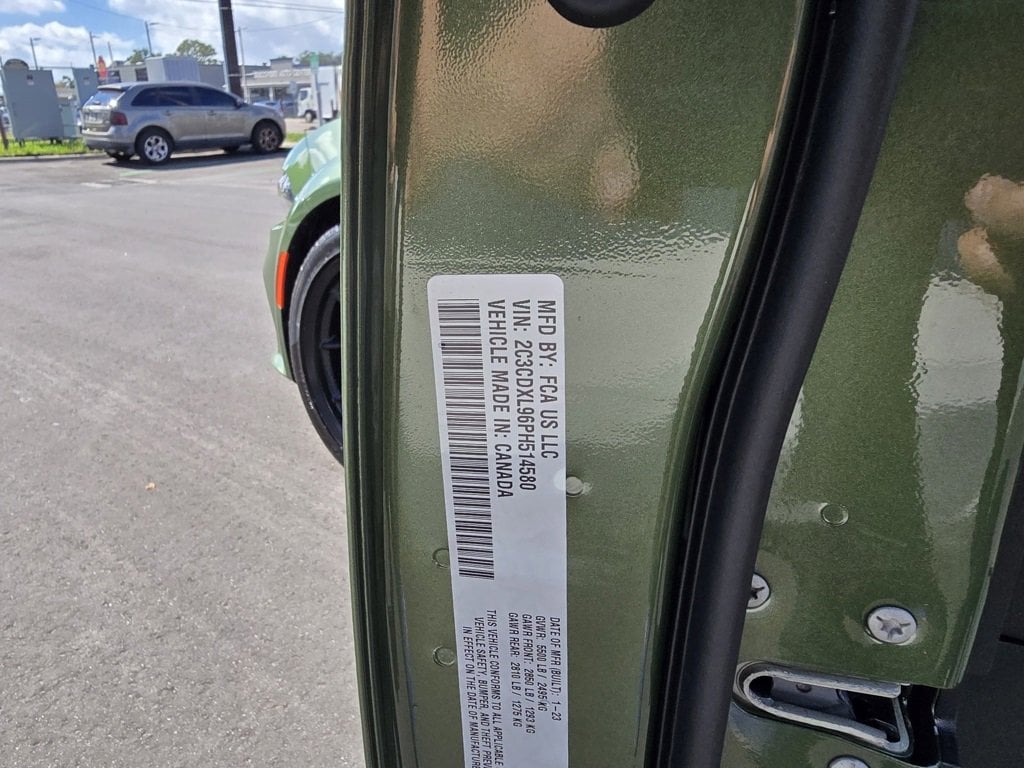 MFD BY: FCA US LLC
VIN: 2C3CDXL96PH514580
VEHICLE MADE IN: CANADA
DATE OF MFR (BUILT): 1-23
GVWR: 5500 LB / 2495 KG
GAWR FRONT: 2850 LB / 1293 KG
GAWR REAR: 2810 LB / 1275 KG
THIS VEHICLE CONFORMS TO ALL APPLICABLE
VEHICLE SAFETY, BUMPER, AND THEFT PREV
IN EFFECT ON THE DATE OF MANUFACTURE